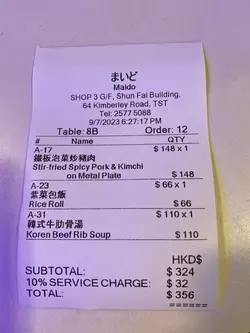 まいど
Maido
SHOP 3 G/F, Shun Fai Building.
64 Kimberley Road, TST
Tel: 2577 5088
9/7/2023 6:27:17 PM
Table: 8B Order: 12
# Name QTY
A-17 $ 148 x 1
鐵板泡菜炒豬肉
Stir-fried Spicy Pork & Kimchi
on Metal Plate $ 148
A-23 $ 66 x 1
紫菜包飯
Rice Roll $ 66
A-31 $ 110 x 1
韓式牛肋骨湯
Koren Beef Rib Soup $ 110
HKD$
SUBTOTAL: $ 324
10% SERVICE CHARGE: $ 32
TOTAL: $ 356
======